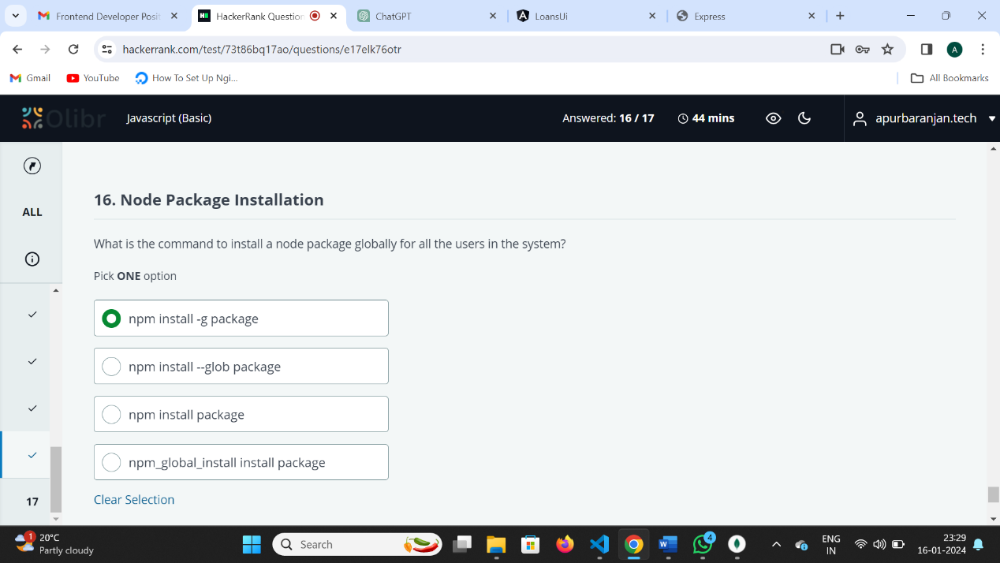 Frontend Developer Posit
HackerRank Question
ChatGPT
LoansUi
Express
hackerrank.com/test/73t86bq17ao/questions/e17elk76otr
A
Gmail
YouTube
How To Set Up Ngi...
All Bookmarks
Olibr
Javascript (Basic)
Answered: 16 / 17
44 mins
apurbaranjan.tech
ALL
17
16. Node Package Installation
What is the command to install a node package globally for all the users in the system?
Pick ONE option
npm install -g package
npm install --glob package
npm install package
npm_global_install install package
Clear Selection
1
20°C
Partly cloudy
Search
4
ENG
IN
23:29
16-01-2024